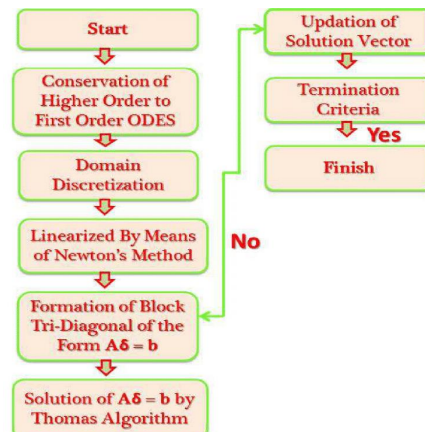 Start
Conservation of
Higher Order to
First Order ODES
Domain
Discretization
Linearized By Means
of Newton's Method
Formation of Block
Tri-Diagonal of the
Form Aδ = b
Solution of Aδ = b by
Thomas Algorithm
Updation of
Solution Vector
Termination
Criteria
Yes
Finish
No